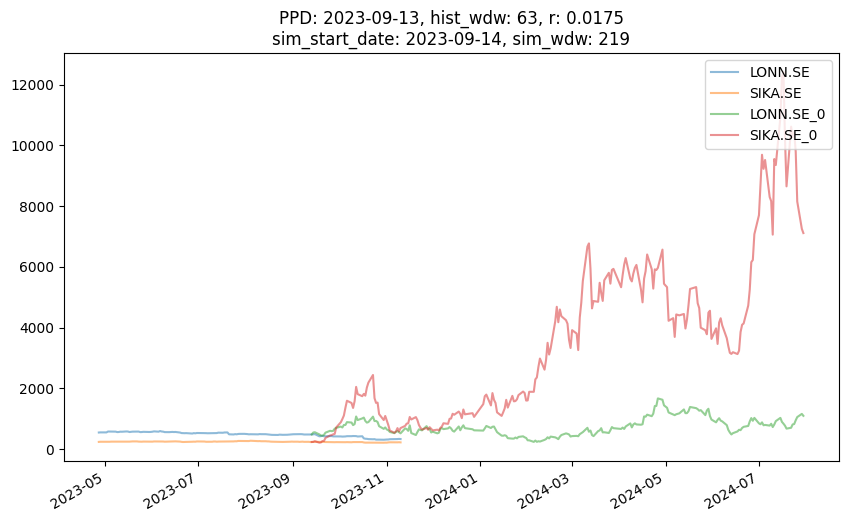 PPD: 2023-09-13, hist_wdw: 63, r: 0.0175
sim_start_date: 2023-09-14, sim_wdw: 219
12000
10000
8000
6000
4000
2000
0
LONN.SE
SIKA.SE
LONN.SE_0
SIKA.SE_0
2023-05
2023-07
2023-09
2023-11
2024-01
2024-03
2024-05
2024-07